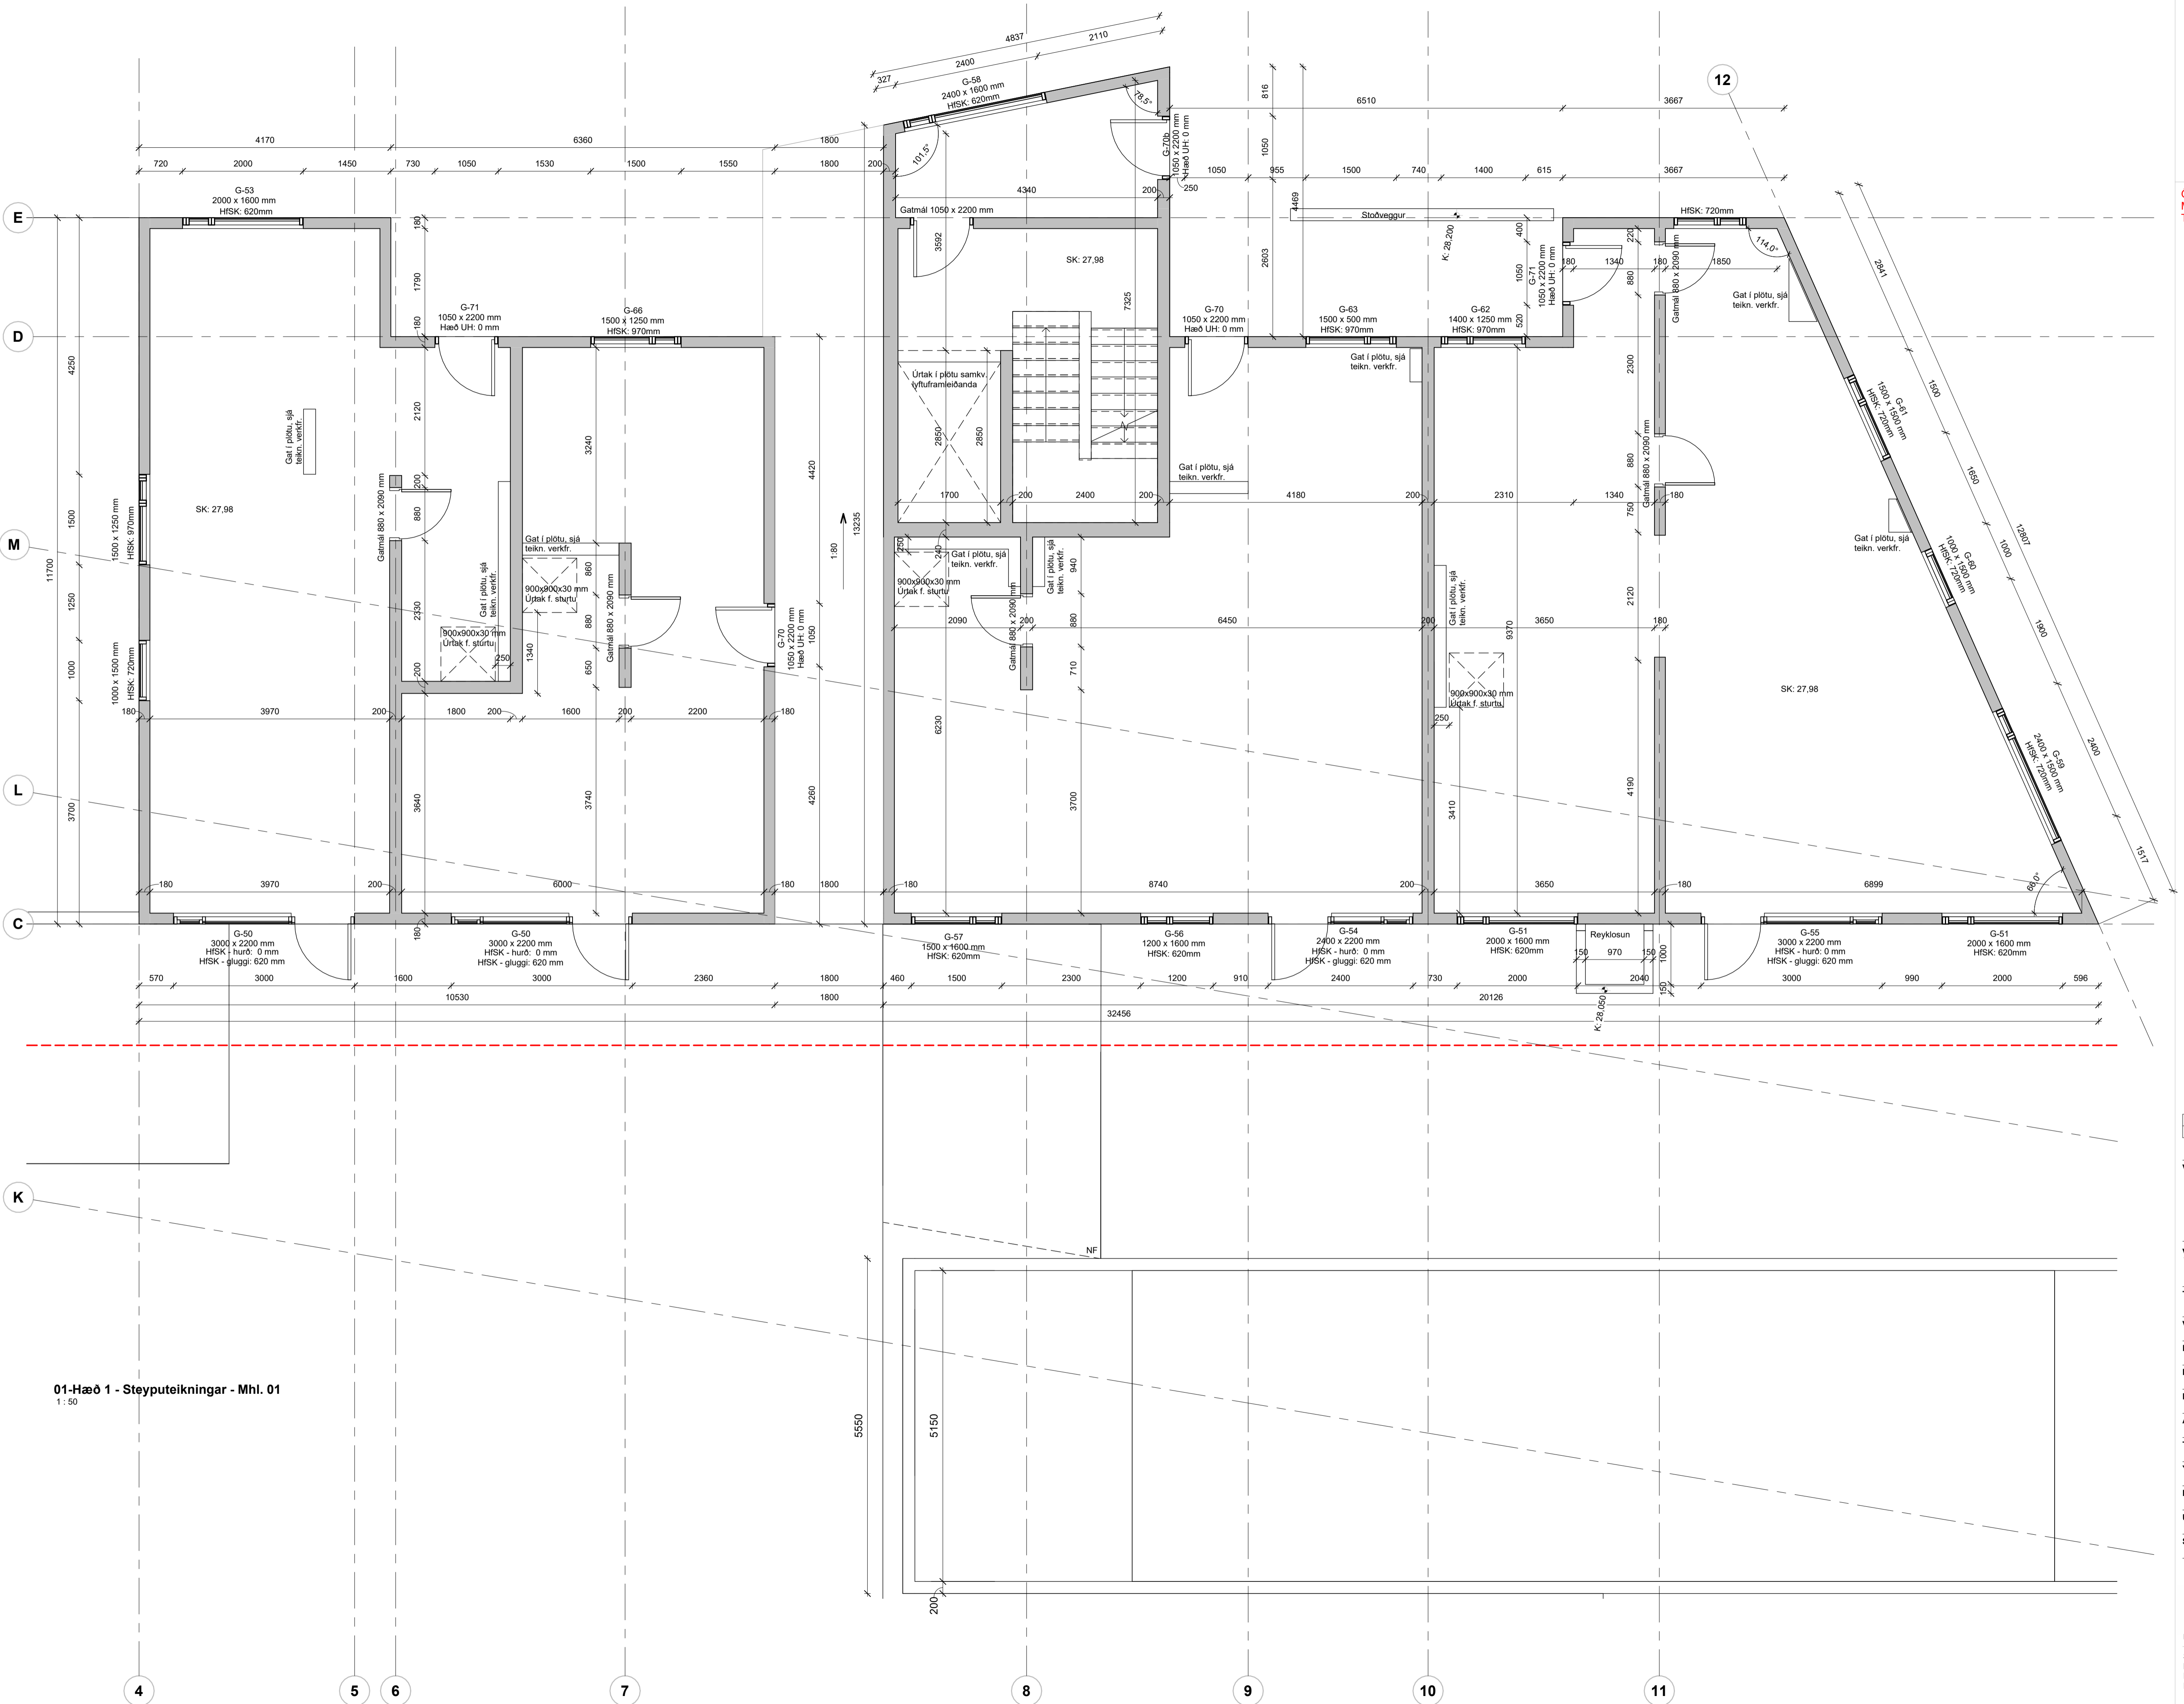 4837
2400
2110
327
G-58
2400 x 1600 mm
HfSK: 620mm
78,5°
101,5°
12
816
6510
3667
4170
6360
1800
720
2000
1450
730
1050
1530
1500
1550
1800
200
G-70b
1050 x 2200 mm
Hæð UH: 0 mm
1050
250
1050
955
1500
740
1400
615
3667
4340
200
4469
G-53
2000 x 1600 mm
HfSK: 620mm
Gatmál 1050 x 2200 mm
Stoðveggur
HfSK: 720mm
E
180
3592
SK: 27,98
K: 28,200
400
220
114,0°
2603
1050
G-71
1050 x 2200 mm
Hæð UH: 0 mm
180
1340
180
1850
880
Gatmál 880 x 2090 mm
2841
1790
7325
Gat í plötu, sjá
teikn. verkfr.
G-71
1050 x 2200 mm
Hæð UH: 0 mm
G-66
1500 x 1250 mm
HfSK: 970mm
G-70
1050 x 2200 mm
Hæð UH: 0 mm
G-63
1500 x 500 mm
HfSK: 970mm
G-62
1400 x 1250 mm
HfSK: 970mm
520
180
D
4250
2300
Gat í plötu, sjá
teikn. verkfr.
Úrtak í plötu samkv.
lyftuframleiðanda
1500
G-61
1500 x 1500 mm
HfSK: 720mm
2120
Gat í plötu, sjá
teikn. verkfr.
3240
2850
2850
4420
Gatmál 880 x 2090 mm
880
Gat í plötu, sjá
teikn. verkfr.
1650
200
1700
200
2400
200
4180
200
2310
1340
180
SK: 27,98
880
Gatmál 880 x 2090 mm
1500
1500 x 1250 mm
HfSK: 970mm
750
13235
1:80
12807
M
11700
Gat í plötu, sjá
teikn. verkfr.
250
240
Gat í plötu, sjá
teikn. verkfr.
Gat í plötu, sjá
teikn. verkfr.
940
Gat í plötu, sjá
teikn. verkfr.
1000
G-60
1000 x 1500 mm
HfSK: 720mm
860
900x900x30 mm
Úrtak f. sturtu
900x900x30 mm
Úrtak f. sturtu
Gat í plötu, sjá
teikn. verkfr.
Gat í plötu, sjá
teikn. verkfr.
1250
2330
880
Gatmál 880 x 2090 mm
Gatmál 880 x 2090 mm
2120
900x900x30 mm
Úrtak f. sturtu
1340
G-70
1050 x 2200 mm
Hæð UH: 0 mm
1050
2090
200
880
6450
200
9370
3650
180
1900
250
1000
1000 x 1500 mm
HfSK: 720mm
200
650
710
900x900x30 mm
Úrtak f. sturtu
SK: 27,98
180
3970
200
1800
200
1600
200
2200
180
6230
250
2400
G-59
2400 x 1500 mm
HfSK: 720mm
L
3700
3640
3740
4260
3700
3410
4190
1517
66,0°
180
3970
200
6000
180
1800
180
8740
200
3650
180
6899
C
180
G-50
3000 x 2200 mm
HfSK - hurð: 0 mm
HfSK - gluggi: 620 mm
G-50
3000 x 2200 mm
HfSK - hurð: 0 mm
HfSK - gluggi: 620 mm
G-57
1500 x 1600 mm
HfSK: 620mm
G-56
1200 x 1600 mm
HfSK: 620mm
G-54
2400 x 2200 mm
HfSK - hurð: 0 mm
HfSK - gluggi: 620 mm
G-51
2000 x 1600 mm
HfSK: 620mm
Reyklosun
150
970
150
1000
G-55
3000 x 2200 mm
HfSK - hurð: 0 mm
HfSK - gluggi: 620 mm
G-51
2000 x 1600 mm
HfSK: 620mm
570
3000
1600
3000
2360
1800
460
1500
2300
1200
910
2400
730
2000
2040
3000
990
2000
596
150
10530
1800
20126
K: 28,050
32456
K
NF
5550
5150
200
01-Hæð 1 - Steyputeikningar - Mhl. 01
1 : 50
4
5
6
7
8
9
10
11